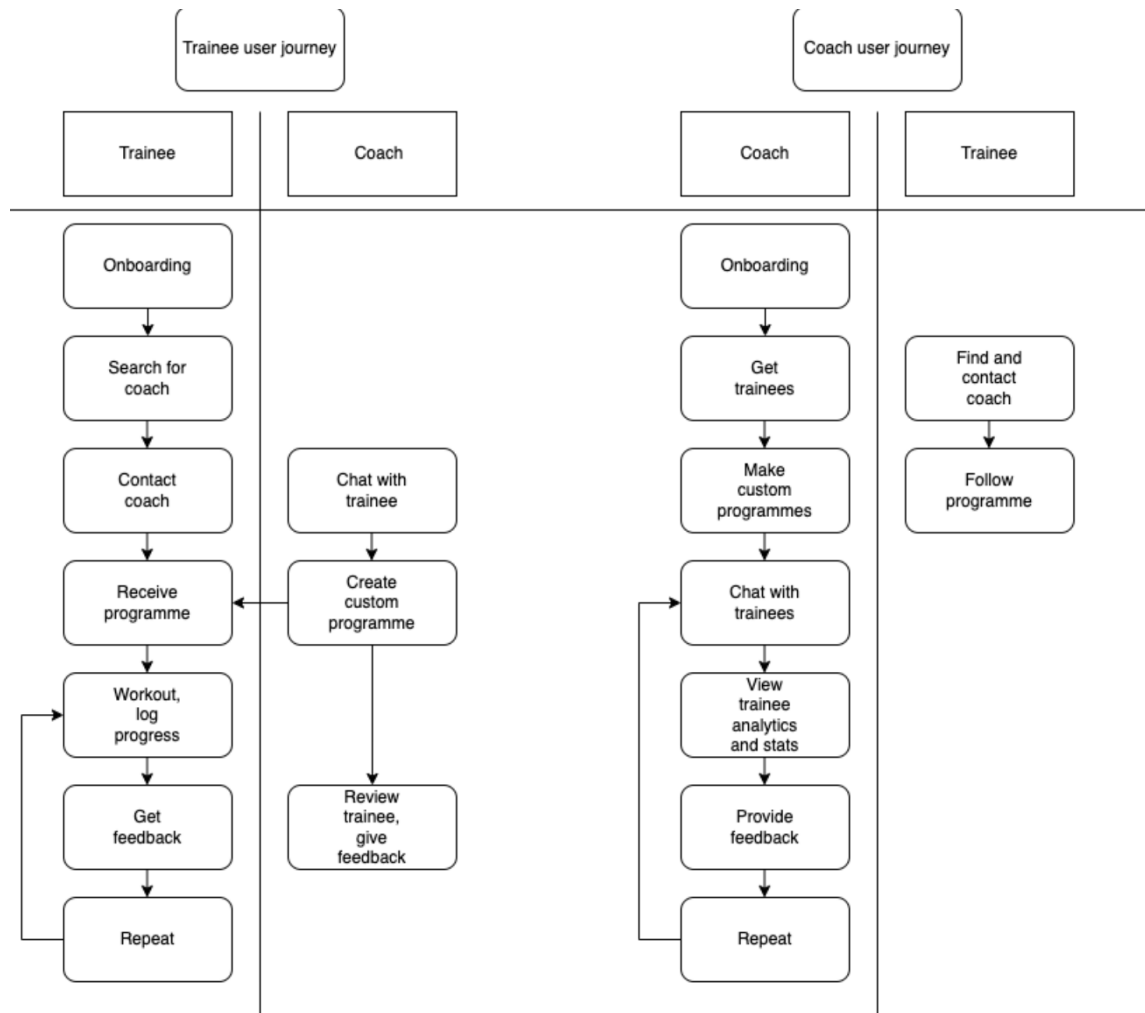 Trainee user journey
Coach user journey
Trainee
Coach
Coach
Trainee
Onboarding
Search for
coach
Contact
coach
Receive
programme
Workout,
log
progress
Get
feedback
Repeat
Chat with
trainee
Create
custom
programme
Review
trainee,
give
feedback
Onboarding
Get
trainees
Make
custom
programmes
Chat with
trainees
View
trainee
analytics
and stats
Provide
feedback
Repeat
Find and
contact
coach
Follow
programme